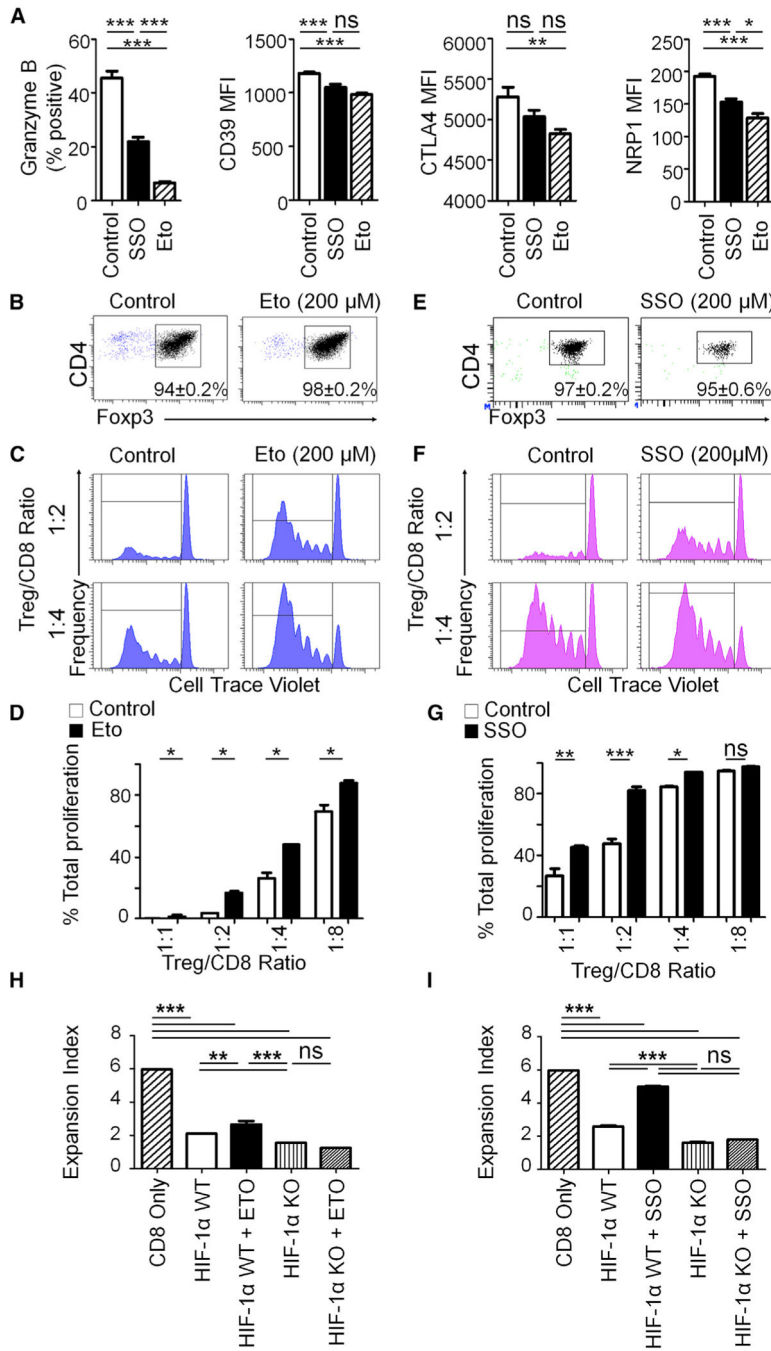 A
*** ***
***
Granzyme B
(% positive)
60
40
20
0
Control
SSO
Eto
*** ns
***
CD39 MFI
1500
1000
500
0
Control
SSO
Eto
ns ns
**
CTLA4 MFI
6000
5500
5000
4500
4000
Control
SSO
Eto
*** *
***
NRP1 MFI
200
150
100
50
0
Control
SSO
Eto
B
Control
Eto (200 µM)
CD4
94±0.2%
98±0.2%
Foxp3
E
Control
SSO (200 µM)
CD4
97±0.2%
95±0.6%
Foxp3
C
Control
Eto (200 µM)
Treg/CD8 Ratio
1:2
1:4
Frequency
Cell Trace Violet
F
Control
SSO (200µM)
Treg/CD8 Ratio
1:2
1:4
Frequency
Cell Trace Violet
D
Control
Eto
* * * *
% Total proliferation
80
40
0
1:1
1:2
1:4
1:8
Treg/CD8 Ratio
G
Control
SSO
** *** * ns
% Total proliferation
80
40
0
1:1
1:2
1:4
1:8
Treg/CD8 Ratio
H
***
** *** ns
Expansion Index
8
6
4
2
0
CD8 Only
HIF-1α WT
HIF-1α WT + ETO
HIF-1α KO
HIF-1α KO + ETO
I
***
*** ns
Expansion Index
8
6
4
2
0
CD8 Only
HIF-1α WT
HIF-1α WT + SSO
HIF-1α KO
HIF-1α KO + SSO